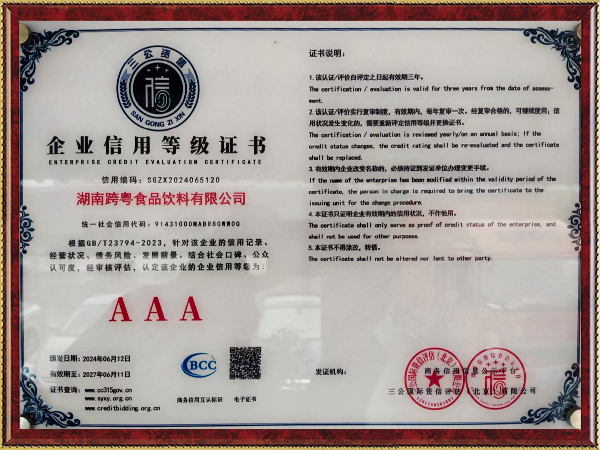 三公资信
SAN GONG ZI XIN
企业信用等级证书
ENTERPRISE CREDIT EVALUATION CERTIFICATE
信用编码：SGZX2024065120
湖南跨粤食品饮料有限公司
统一社会信用代码：91431000MABR80WW0Q
根据GB/T23794-2023，针对该企业的信用记录、
经营状况、债务风险、发展前景、结合社会口碑、公众
认可度，经审核评估，认定该企业的企业信用等级为：
AAA
颁发日期：2024年06月12日
有效期至：2027年06月11日
证书查询：www.cc315gov.cn
www.syxy.org.cn
www.creditbidding.org.cn
BCC
商务信用互认标识
电子证书
证书说明：
1.该认证/评价自评定之日起有效期三年。
The certification / evaluation is valid for three years from the date of assess-
ment.
2.该认证/评价实行复审制度，有效期内，每年复审一次。经复审合格的，可继续使用；信
用状况发生变化的，需要重新评定信用等级并更换证书。
The certification / evaluation is reviewed yearly/on an annual basis; If the
credit status changes, the credit rating shall be re-evaluated and the certificate
shall be replaced.
3.有效期内企业改变名称的，必须持证到发证单位办理变更手续。
If the name of the enterprise has been modified within the validity period of the
certificate, the person in charge is required to bring the certificate to the
issuing unit for the change procedure.
4.本证书只证明企业有效期内的信用状况，不作他用。
The certificate shall only serve as proof of credit status of the enterprise, and
shall not be used for other purposes.
5.本证书不得涂改，转借。
The certificate shall not be altered nor lent to other party.
发证机构：
商务信用信息公示平台
三公国际资信评估（北京）有限公司